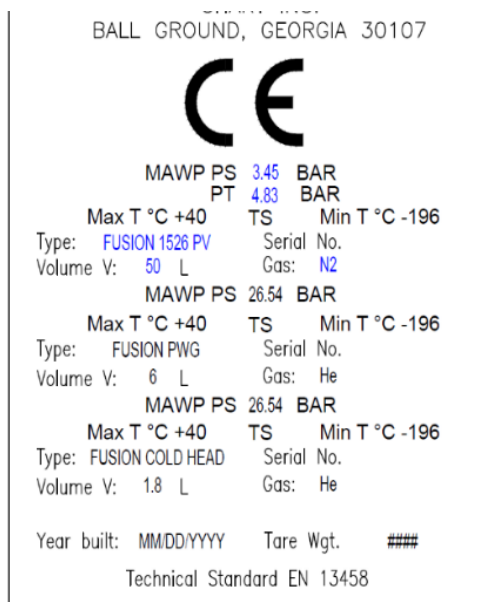 BALL GROUND, GEORGIA 30107
CE
MAWP PS 3.45 BAR
PT 4.83 BAR
Max T °C +40 TS Min T °C -196
Type: FUSION 1526 PV Serial No.
Volume V: 50 L Gas: N2
MAWP PS 26.54 BAR
Max T °C +40 TS Min T °C -196
Type: FUSION PWG Serial No.
Volume V: 6 L Gas: He
MAWP PS 26.54 BAR
Max T °C +40 TS Min T °C -196
Type: FUSION COLD HEAD Serial No.
Volume V: 1.8 L Gas: He
Year built: MM/DD/YYYY Tare Wgt. ####
Technical Standard EN 13458